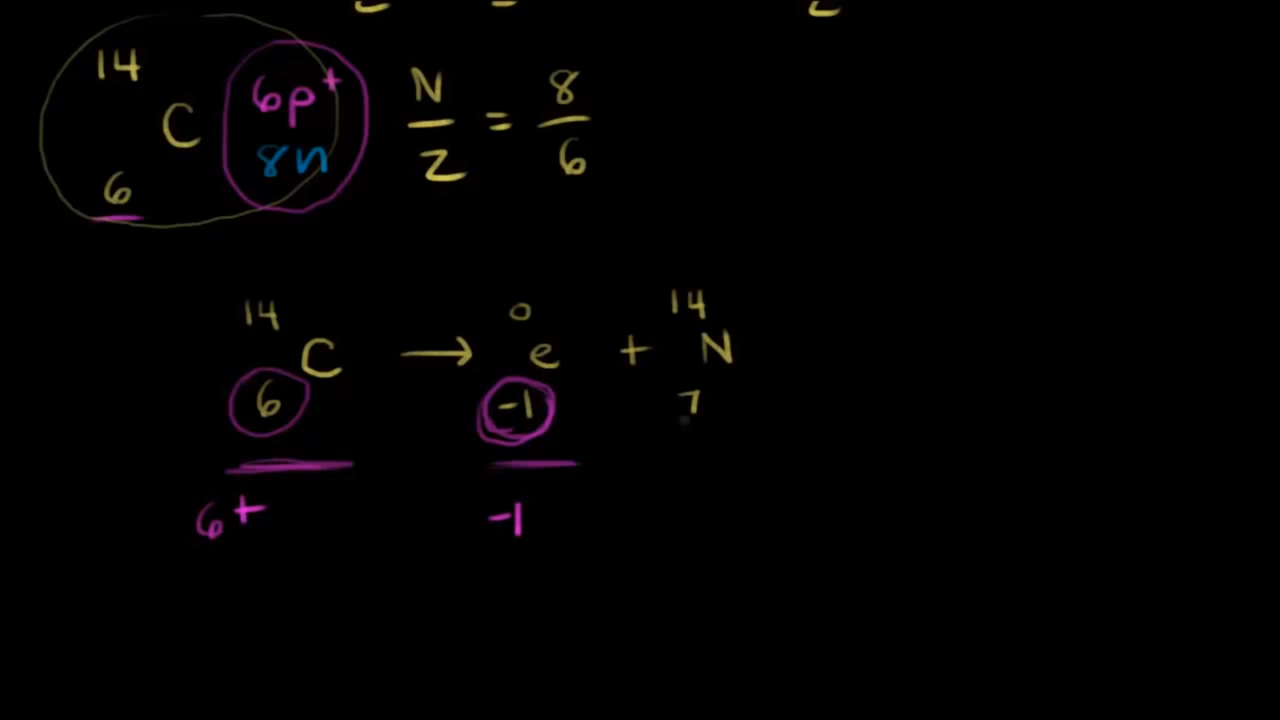 14
6 C 6p+ 8n N/Z = 8/6
14 0 14
C → e + N
6 -1 7
6+ -1